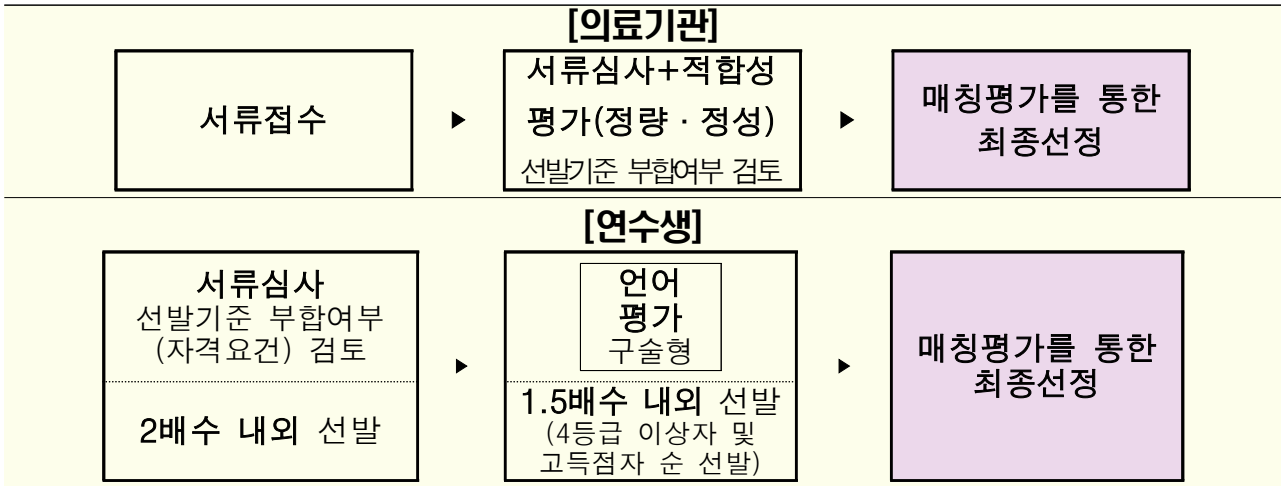 [의료기관]
서류접수
▶
서류심사+적합성
평가(정량 · 정성)
선발기준 부합여부 검토
▶
매칭평가를 통한
최종선정
[연수생]
서류심사
선발기준 부합여부
(자격요건) 검토
2배수 내외 선발
▶
언어
평가
구술형
1.5배수 내외 선발
(4등급 이상자 및
고득점자 순 선발)
▶
매칭평가를 통한
최종선정